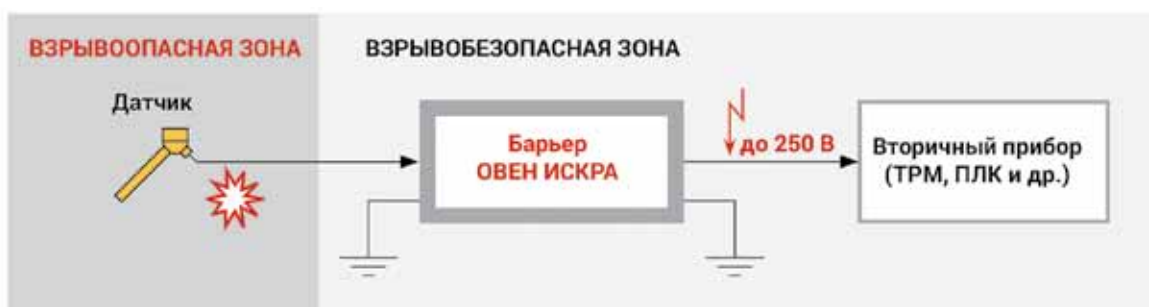 ВЗРЫВООПАСНАЯ ЗОНА
ВЗРЫВОБЕЗОПАСНАЯ ЗОНА
Датчик
Барьер
ОВЕН ИСКРА
до 250 В
Вторичный прибор
(ТРМ, ПЛК и др.)